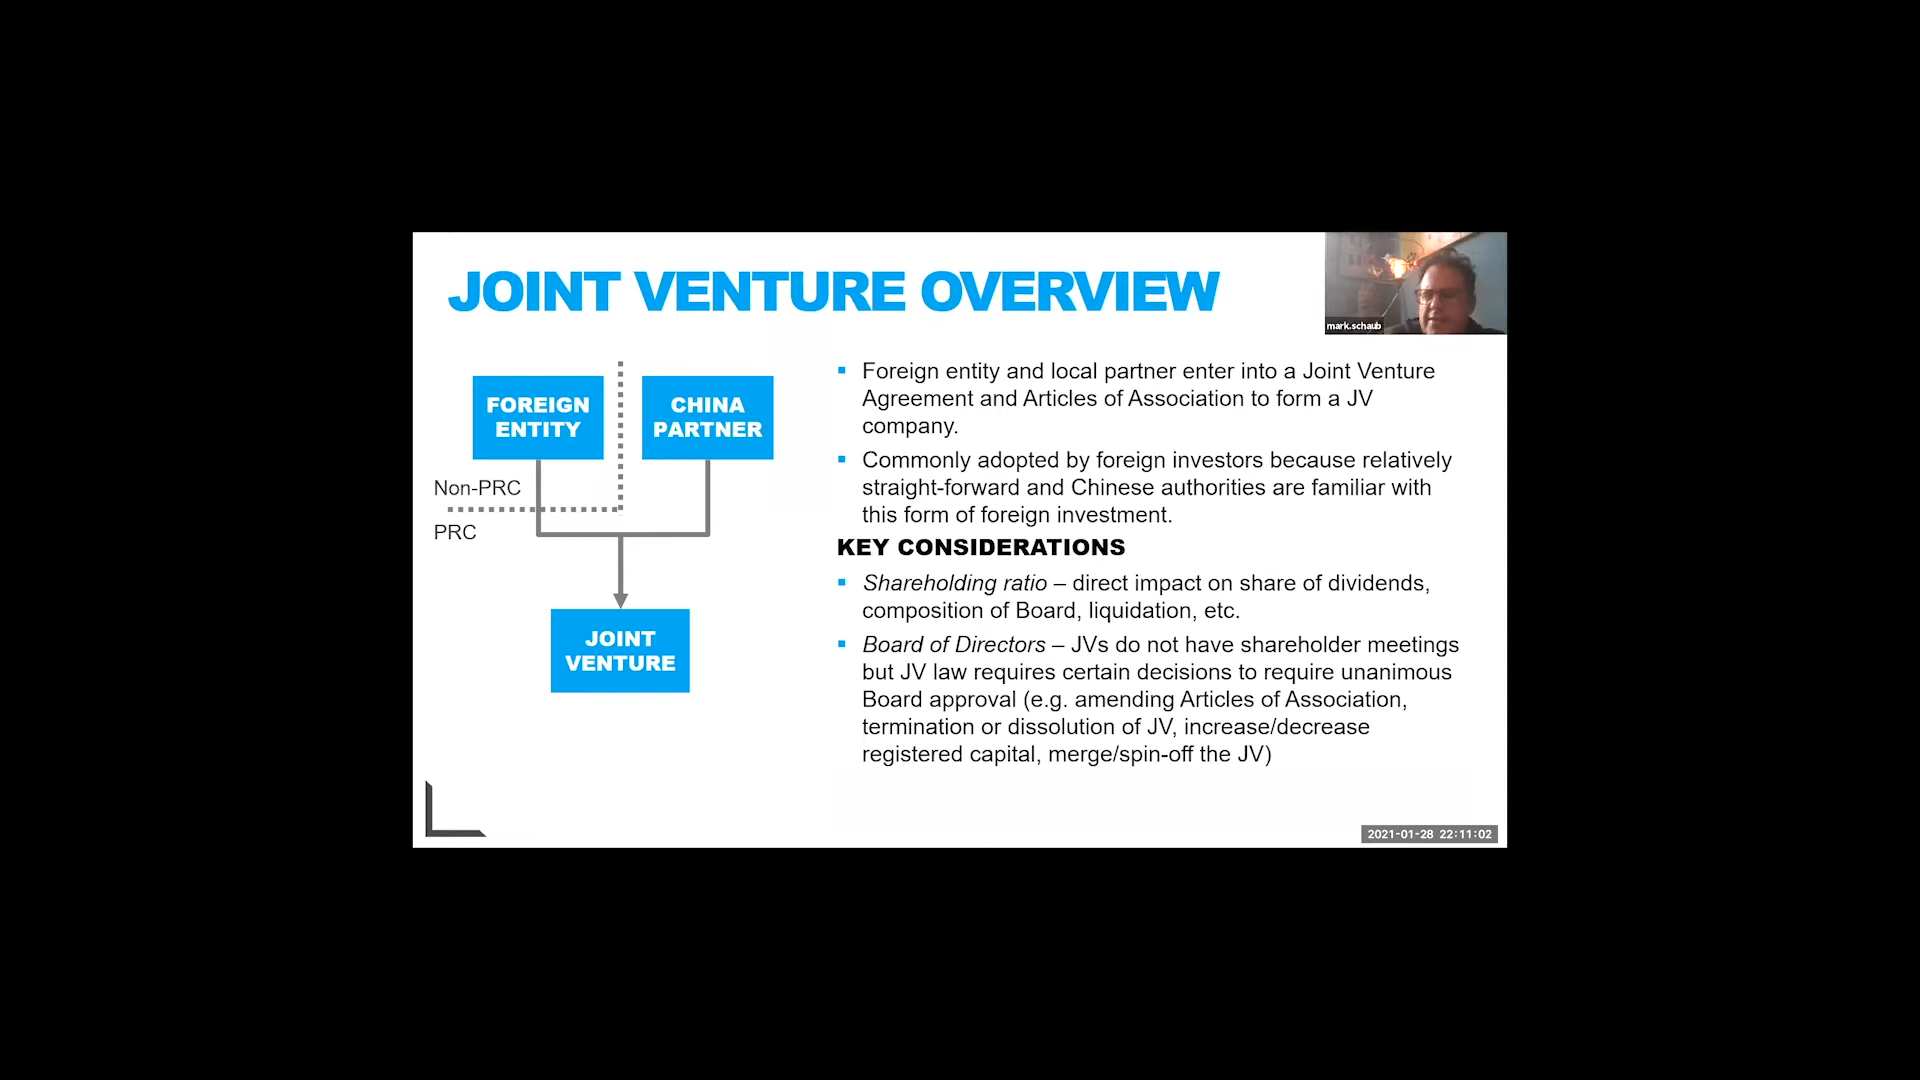 JOINT VENTURE OVERVIEW
mark.schaub
FOREIGN
ENTITY
CHINA
PARTNER
Non-PRC
PRC
JOINT
VENTURE
▪ Foreign entity and local partner enter into a Joint Venture
Agreement and Articles of Association to form a JV
company.
▪ Commonly adopted by foreign investors because relatively
straight-forward and Chinese authorities are familiar with
this form of foreign investment.
KEY CONSIDERATIONS
▪ Shareholding ratio – direct impact on share of dividends,
composition of Board, liquidation, etc.
▪ Board of Directors – JVs do not have shareholder meetings
but JV law requires certain decisions to require unanimous
Board approval (e.g. amending Articles of Association,
termination or dissolution of JV, increase/decrease
registered capital, merge/spin-off the JV)
2021-01-28 22:11:02